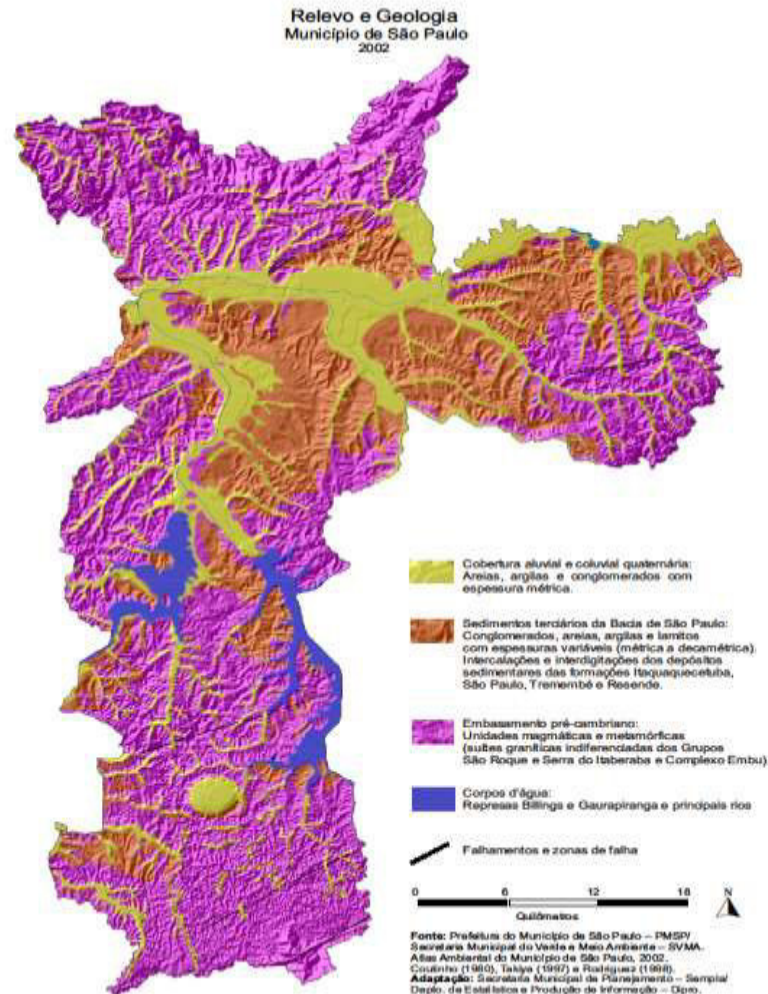 Relevo e Geologia
Município de São Paulo
2002
Cobertura aluvial e coluvial quaternária:
Areias, argilas e conglomerados com
espessura métrica.
Sedimentos terciários da Bacia de São Paulo:
Conglomerados, areias, argilas e lamitos
com espessuras variáveis (métrica a decamétrica).
Intercalações e interdigitações dos depósitos
sedimentares das formações Itaquaquecetuba,
São Paulo, Tremembé e Resende.
Embasamento pré-cambriano:
Unidades magmáticas e metamórficas
(suítes graníticas indiferenciadas dos Grupos
São Roque e Serra do Itaberaba e Complexo Embu)
Corpos d'água:
Represas Billings e Gaurapiranga e principais rios
Falhamentos e zonas de falha
0 6 12 18 N
Quilômetros
Fonte: Prefeitura do Município de São Paulo – PMSP/
Secretaria Municipal do Verde e Meio Ambiente – SVMA.
Atlas Ambiental do Município de São Paulo, 2002.
Coutinho (1980), Takiya (1997) e Rodriguez (1998).
Adaptação: Secretaria Municipal de Planejamento – Sempla/
Depto. de Estatística e Produção de Informação – Dipro.